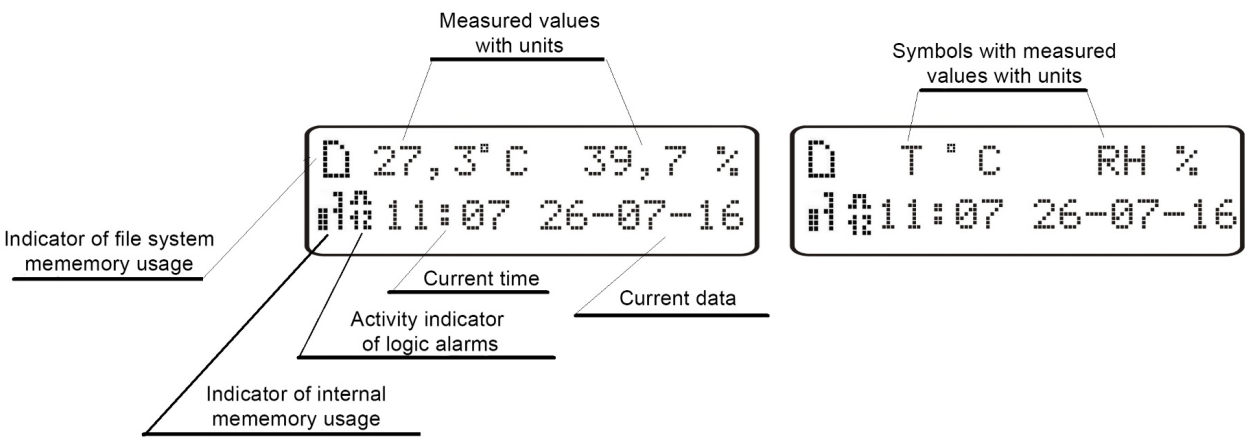 Measured values
with units
Symbols with measured
values with units
27,3°C 39,7 %
11:07 26-07-16
T °C RH %
11:07 26-07-16
Indicator of file system
mememory usage
Current time
Current data
Activity indicator
of logic alarms
Indicator of internal
mememory usage